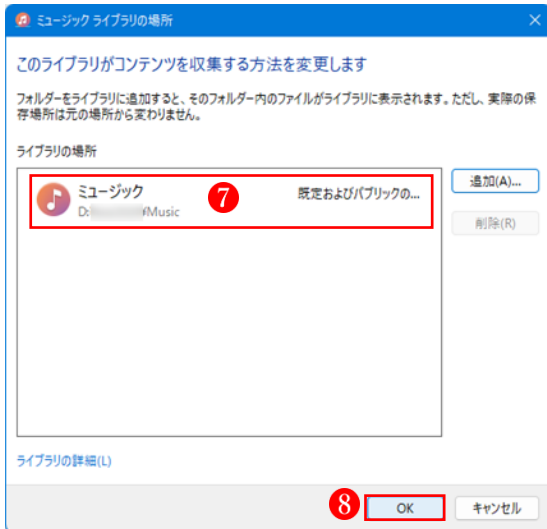 ミュージック ライブラリの場所
このライブラリがコンテンツを収集する方法を変更します
フォルダーをライブラリに追加すると、そのフォルダー内のファイルがライブラリに表示されます。ただし、実際の保
存場所は元の場所から変わりません。
ライブラリの場所
ミュージック 7 既定およびパブリックの...
D: Music
追加(A)...
削除(R)
ライブラリの詳細(L)
8 OK キャンセル